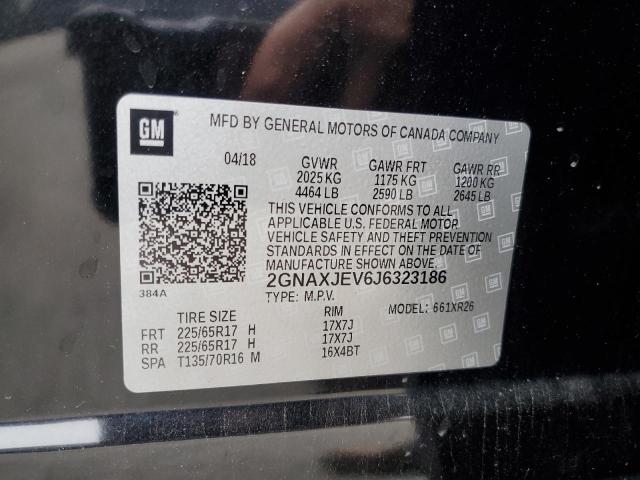 GM
MFD BY GENERAL MOTORS OF CANADA COMPANY
04/18 GVWR GAWR FRT GAWR RR
2025 KG 1175 KG 1200 KG
4464 LB 2590 LB 2645 LB
THIS VEHICLE CONFORMS TO ALL
APPLICABLE U.S. FEDERAL MOTOR
VEHICLE SAFETY AND THEFT PREVENTION
STANDARDS IN EFFECT ON THE DATE OF
MANUFACTURE SHOWN ABOVE.
384A
2GNAXJEV6J6323186
TYPE: M.P.V. MODEL: 661XR26
TIRE SIZE RIM
FRT 225/65R17 H 17X7J
RR 225/65R17 H 17X7J
SPA T135/70R16 M 16X4BT